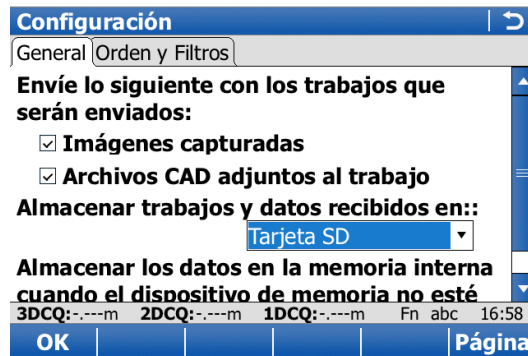 Configuración
General Orden y Filtros
Envíe lo siguiente con los trabajos que
serán enviados:
Imágenes capturadas
Archivos CAD adjuntos al trabajo
Almacenar trabajos y datos recibidos en::
Tarjeta SD
Almacenar los datos en la memoria interna
cuando el dispositivo de memoria no esté
3DCQ:-.---m 2DCQ:-.---m 1DCQ:-.---m Fn abc 16:58
OK Página